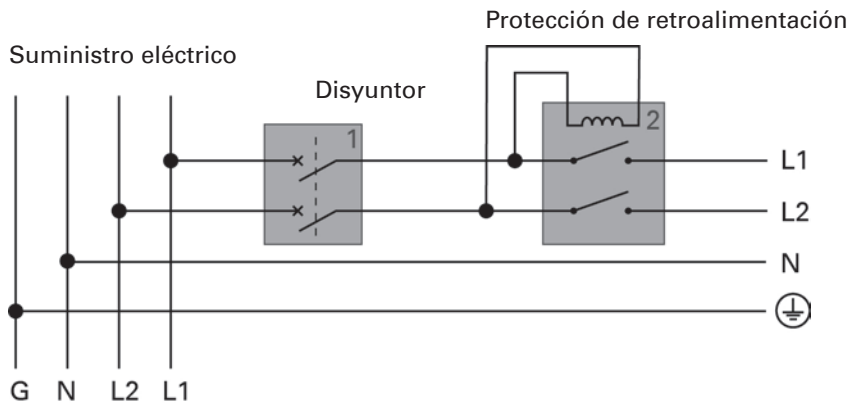 Protección de retroalimentación
Suministro eléctrico
Disyuntor
1
2
L1
L2
N
G N L2 L1